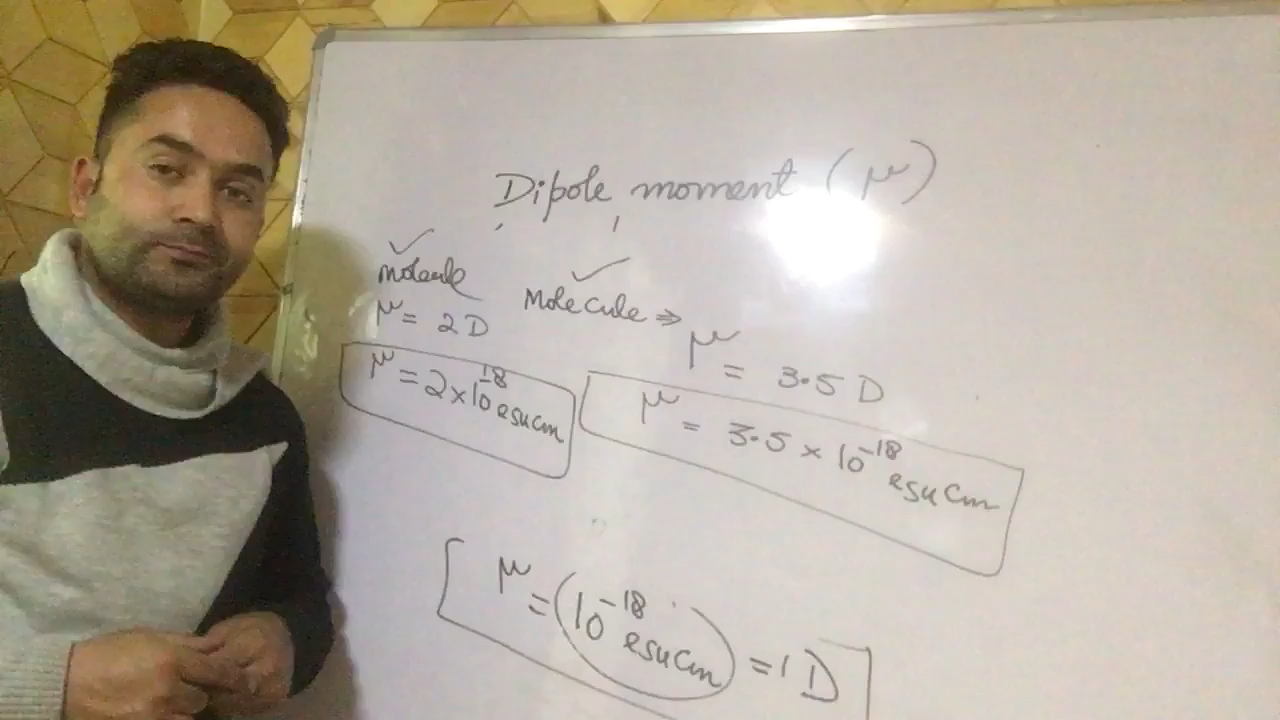 Dipole moment (μ)
molecule
μ = 2D
μ = 2×10⁻¹⁸ esu cm
Molecule ⇒
μ = 3.5 D
μ = 3.5 × 10⁻¹⁸ esu cm
μ = (10⁻¹⁸ esu cm) = 1 D